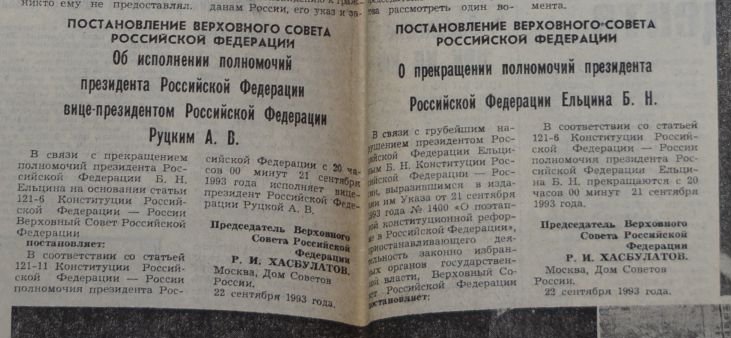 никто ему не предоставлял.
данам России, его указ и за-
ва рассмотреть один во-
мента.
ПОСТАНОВЛЕНИЕ ВЕРХОВНОГО СОВЕТА
РОССИЙСКОЙ ФЕДЕРАЦИИ
Об исполнении полномочий
президента Российской Федерации
вице-президентом Российской Федерации
Руцким А. В.
В связи с прекращением
полномочий президента Рос-
сийской Федерации Б. Н.
Ельцина на основании статьи
121-6 Конституции Россий-
ской Федерации — России
Верховный Совет Российской
Федерации
постановляет:
В соответствии со статьей
121-11 Конституции Россий-
ской Федерации — России
полномочия президента Рос-
сийской Федерации с 20 ча-
сов 00 минут 21 сентября
1993 года исполняет вице-
президент Российской Феде-
рации Руцкой А. В.
Председатель Верховного
Совета Российской
Федерации
Р. И. ХАСБУЛАТОВ.
Москва, Дом Советов
России.
22 сентября 1993 года.
ПОСТАНОВЛЕНИЕ ВЕРХОВНОГО СОВЕТА
РОССИЙСКОЙ ФЕДЕРАЦИИ
О прекращении полномочий президента
Российской Федерации Ельцина Б. Н.
В связи с грубейшим на-
рушением президентом Рос-
сийской Федерации Ельци-
ным Б. Н. Конституции Рос-
сийской Федерации — Рос-
сии, выразившимся в изда-
нии им Указа от 21 сентября
1993 года № 1400 «О поэтап-
ной конституционной рефор-
ме в Российской Федерации»,
приостанавливающего дея-
тельность законно избран-
ных органов государствен-
ной власти, Верховный Со-
вет Российской Федерации
постановляет:
В соответствии со статьей
121-6 Конституции Россий-
ской Федерации — России
полномочия президента Рос-
сийской Федерации Ельци-
на Б. Н. прекращаются с 20
часов 00 минут 21 сентября
1993 года.
Председатель Верховного
Совета Российской
Федерации
Р. И. ХАСБУЛАТОВ.
Москва, Дом Советов
России.
22 сентября 1993 года.